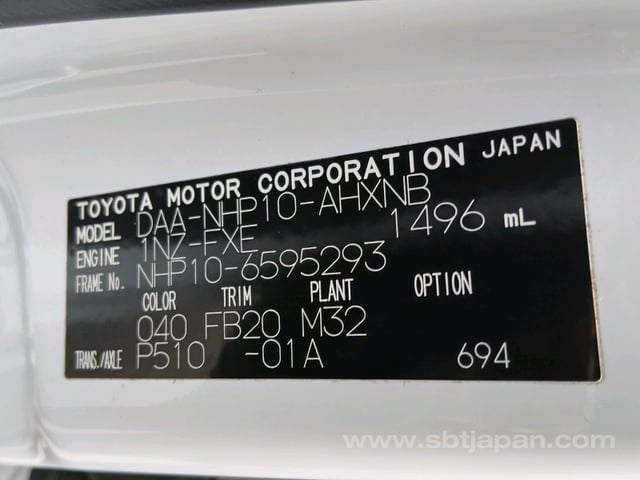 TOYOTA MOTOR CORPORATION JAPAN
MODEL DAA-NHP10-AHXNB
ENGINE 1NZ-FXE 1496 mL
FRAME No. NHP10-6595293
COLOR TRIM PLANT OPTION
040 FB20 M32
TRANS./AXLE P510 -01A 694
www.sbtjapan.com